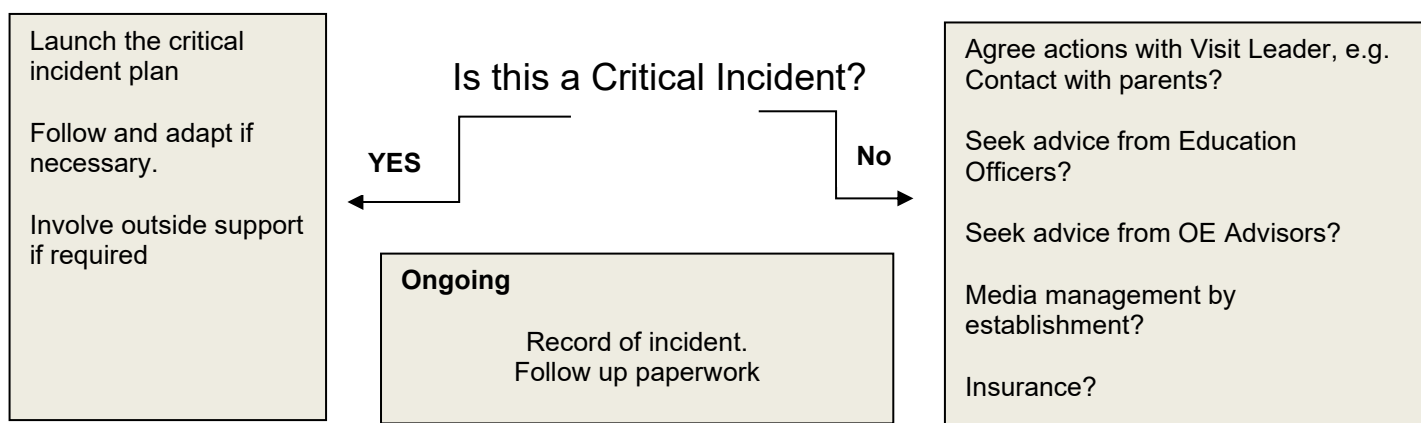 Launch the critical
incident plan
Follow and adapt if
necessary.
Involve outside support
if required
Is this a Critical Incident?
YES
No
Ongoing
Record of incident.
Follow up paperwork
Agree actions with Visit Leader, e.g.
Contact with parents?
Seek advice from Education
Officers?
Seek advice from OE Advisors?
Media management by
establishment?
Insurance?